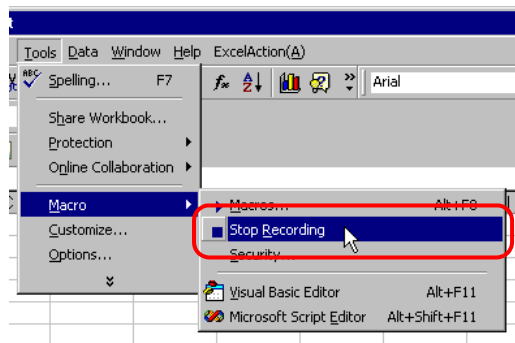 t
Tools Data Window Help ExcelAction(A)
ABC Spelling... F7
Arial
Share Workbook...
Protection
Online Collaboration
Macro
Macros... Alt+F8
Customize...
Stop Recording
Options...
Security...
Visual Basic Editor Alt+F11
Microsoft Script Editor Alt+Shift+F11